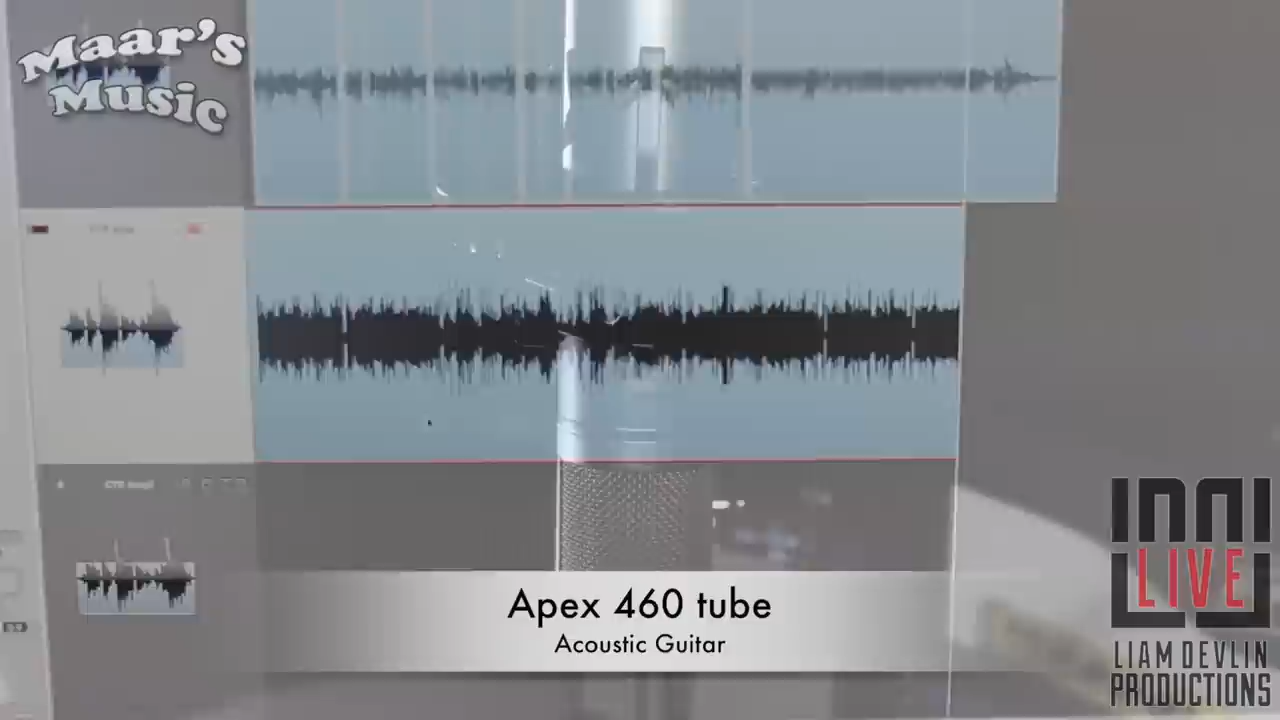 Maar's
Music
Apex 460 tube
Acoustic Guitar
LIVE
LIAM DEVLIN
PRODUCTIONS